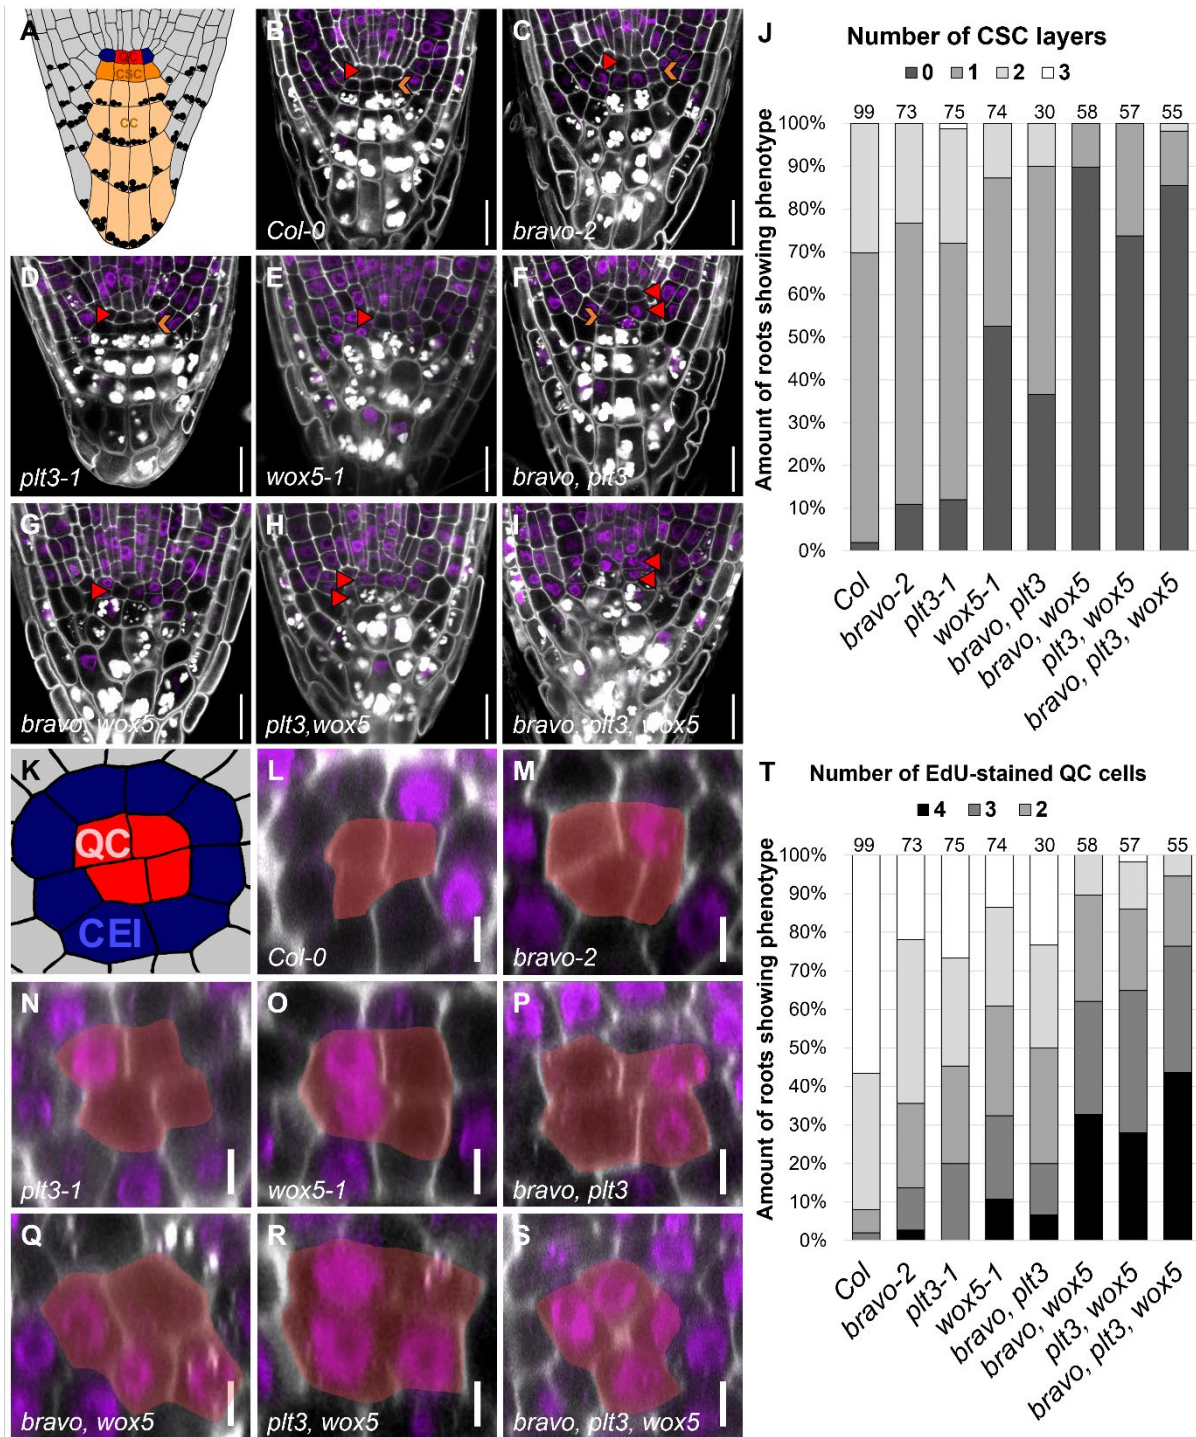 A
QC
CSC
CC
B
Col-0
C
bravo-2
D
plt3-1
E
wox5-1
F
bravo, plt3
G
bravo, wox5
H
plt3,wox5
I
bravo, plt3, wox5
J
Number of CSC layers
0 1 2 3
Amount of roots showing phenotype
99 73 75 74 30 58 57 55
100%
90%
80%
70%
60%
50%
40%
30%
20%
10%
0%
Col
bravo-2
plt3-1
wox5-1
bravo, plt3
bravo, wox5
plt3, wox5
bravo, plt3, wox5
K
QC
CEI
L
Col-0
M
bravo-2
N
plt3-1
O
wox5-1
P
bravo, plt3
Q
bravo, wox5
R
plt3, wox5
S
bravo, plt3, wox5
T
Number of EdU-stained QC cells
4 3 2
Amount of roots showing phenotype
99 73 75 74 30 58 57 55
100%
90%
80%
70%
60%
50%
40%
30%
20%
10%
0%
Col
bravo-2
plt3-1
wox5-1
bravo, plt3
bravo, wox5
plt3, wox5
bravo, plt3, wox5